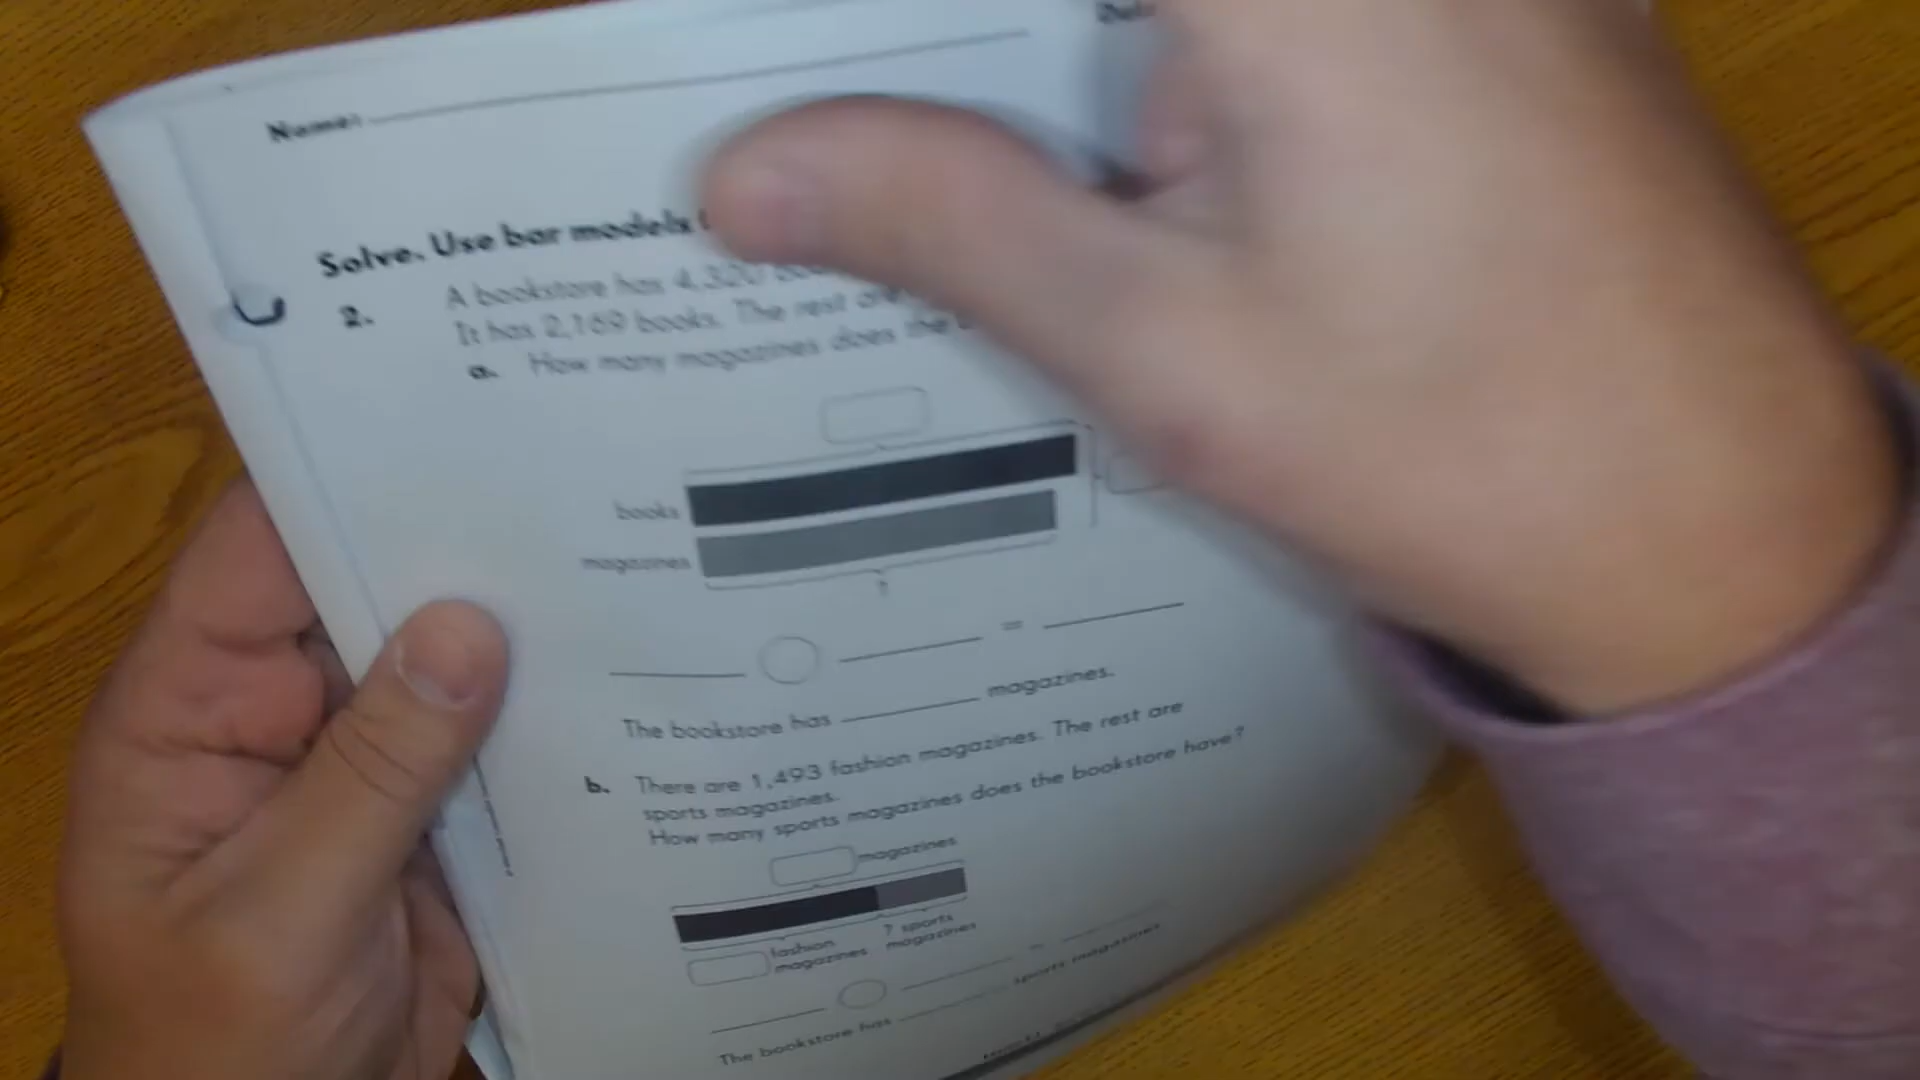 Name:
Solve. Use bar models
2. A bookstore has 4,320
It has 2,169 books. The rest are
a. How many magazines does the
books
magazines
?
=
The bookstore has magazines.
b. There are 1,493 fashion magazines. The rest are
sports magazines.
How many sports magazines does the bookstore have?
magazines
fashion magazines
? sports magazines
=
The bookstore has sports magazines